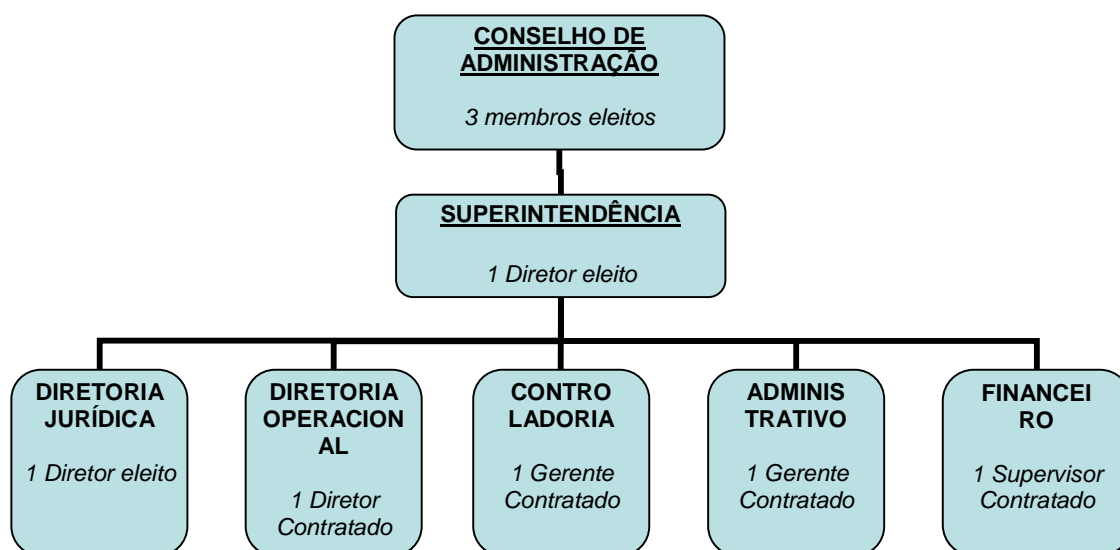 CONSELHO DE
ADMINISTRAÇÃO
3 membros eleitos
SUPERINTENDÊNCIA
1 Diretor eleito
DIRETORIA
JURÍDICA
1 Diretor eleito
DIRETORIA
OPERACION
AL
1 Diretor
Contratado
CONTRO
LADORIA
1 Gerente
Contratado
ADMINIS
TRATIVO
1 Gerente
Contratado
FINANCEI
RO
1 Supervisor
Contratado